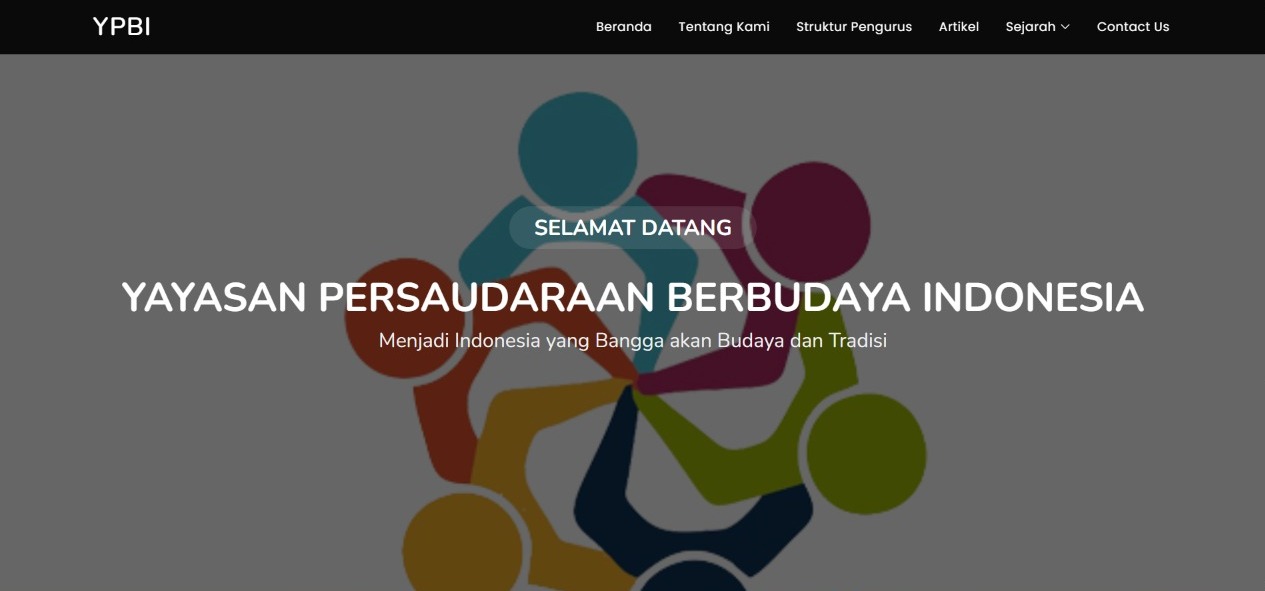 YPBI
Beranda Tentang Kami Struktur Pengurus Artikel Sejarah Contact Us
SELAMAT DATANG
YAYASAN PERSAUDARAAN BERBUDAYA INDONESIA
Menjadi Indonesia yang Bangga akan Budaya dan Tradisi